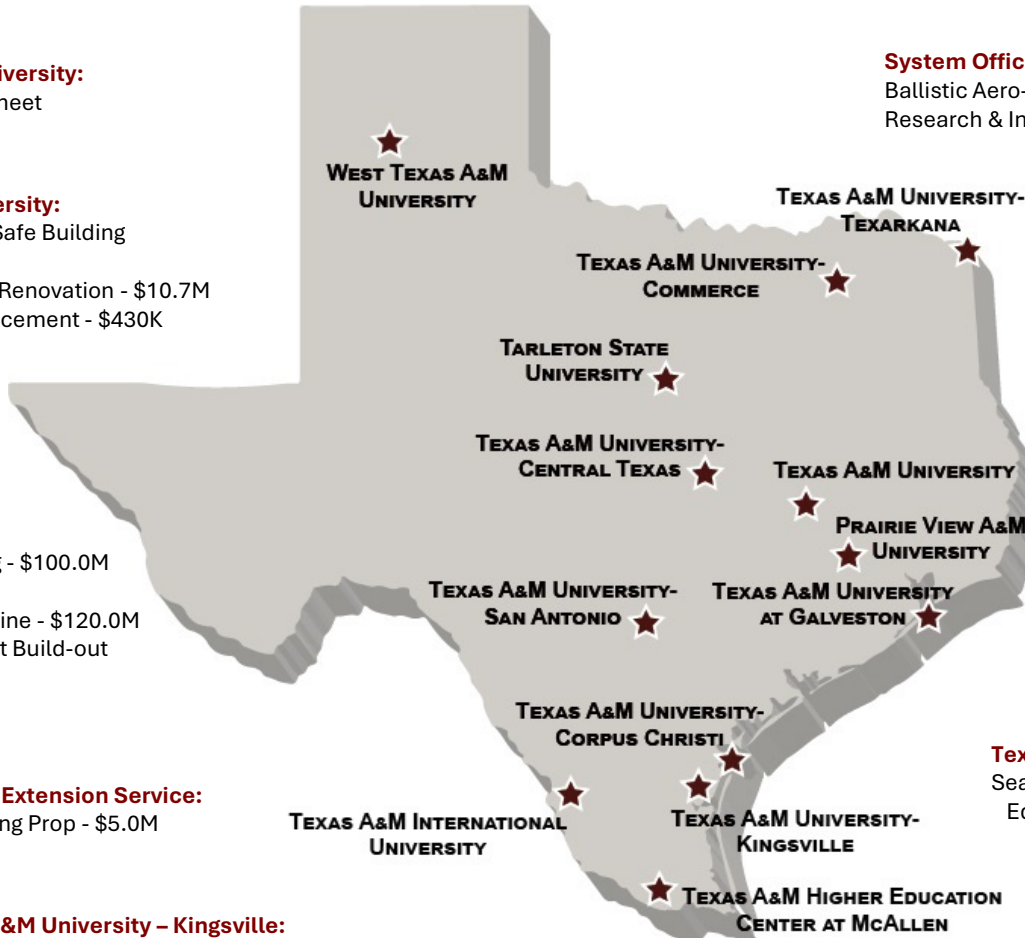 iversity:
heet
ersity:
Safe Building
Renovation - $10.7M
cement - $430K
g - $100.0M
ine - $120.0M
t Build-out
Extension Service:
ng Prop - $5.0M
&M University – Kingsville:
System Offic
Ballistic Aero-
Research & In
WEST TEXAS A&M
UNIVERSITY
TEXAS A&M UNIVERSITY-
TEXARKANA
TEXAS A&M UNIVERSITY-
COMMERCE
TARLETON STATE
UNIVERSITY
TEXAS A&M UNIVERSITY-
CENTRAL TEXAS
TEXAS A&M UNIVERSITY
PRAIRIE VIEW A&M
UNIVERSITY
TEXAS A&M UNIVERSITY-
SAN ANTONIO
TEXAS A&M UNIVERSITY
AT GALVESTON
TEXAS A&M UNIVERSITY-
CORPUS CHRISTI
TEXAS A&M INTERNATIONAL
UNIVERSITY
TEXAS A&M UNIVERSITY-
KINGSVILLE
TEXAS A&M HIGHER EDUCATION
CENTER AT MCALLEN
Tex
Sea
Ed